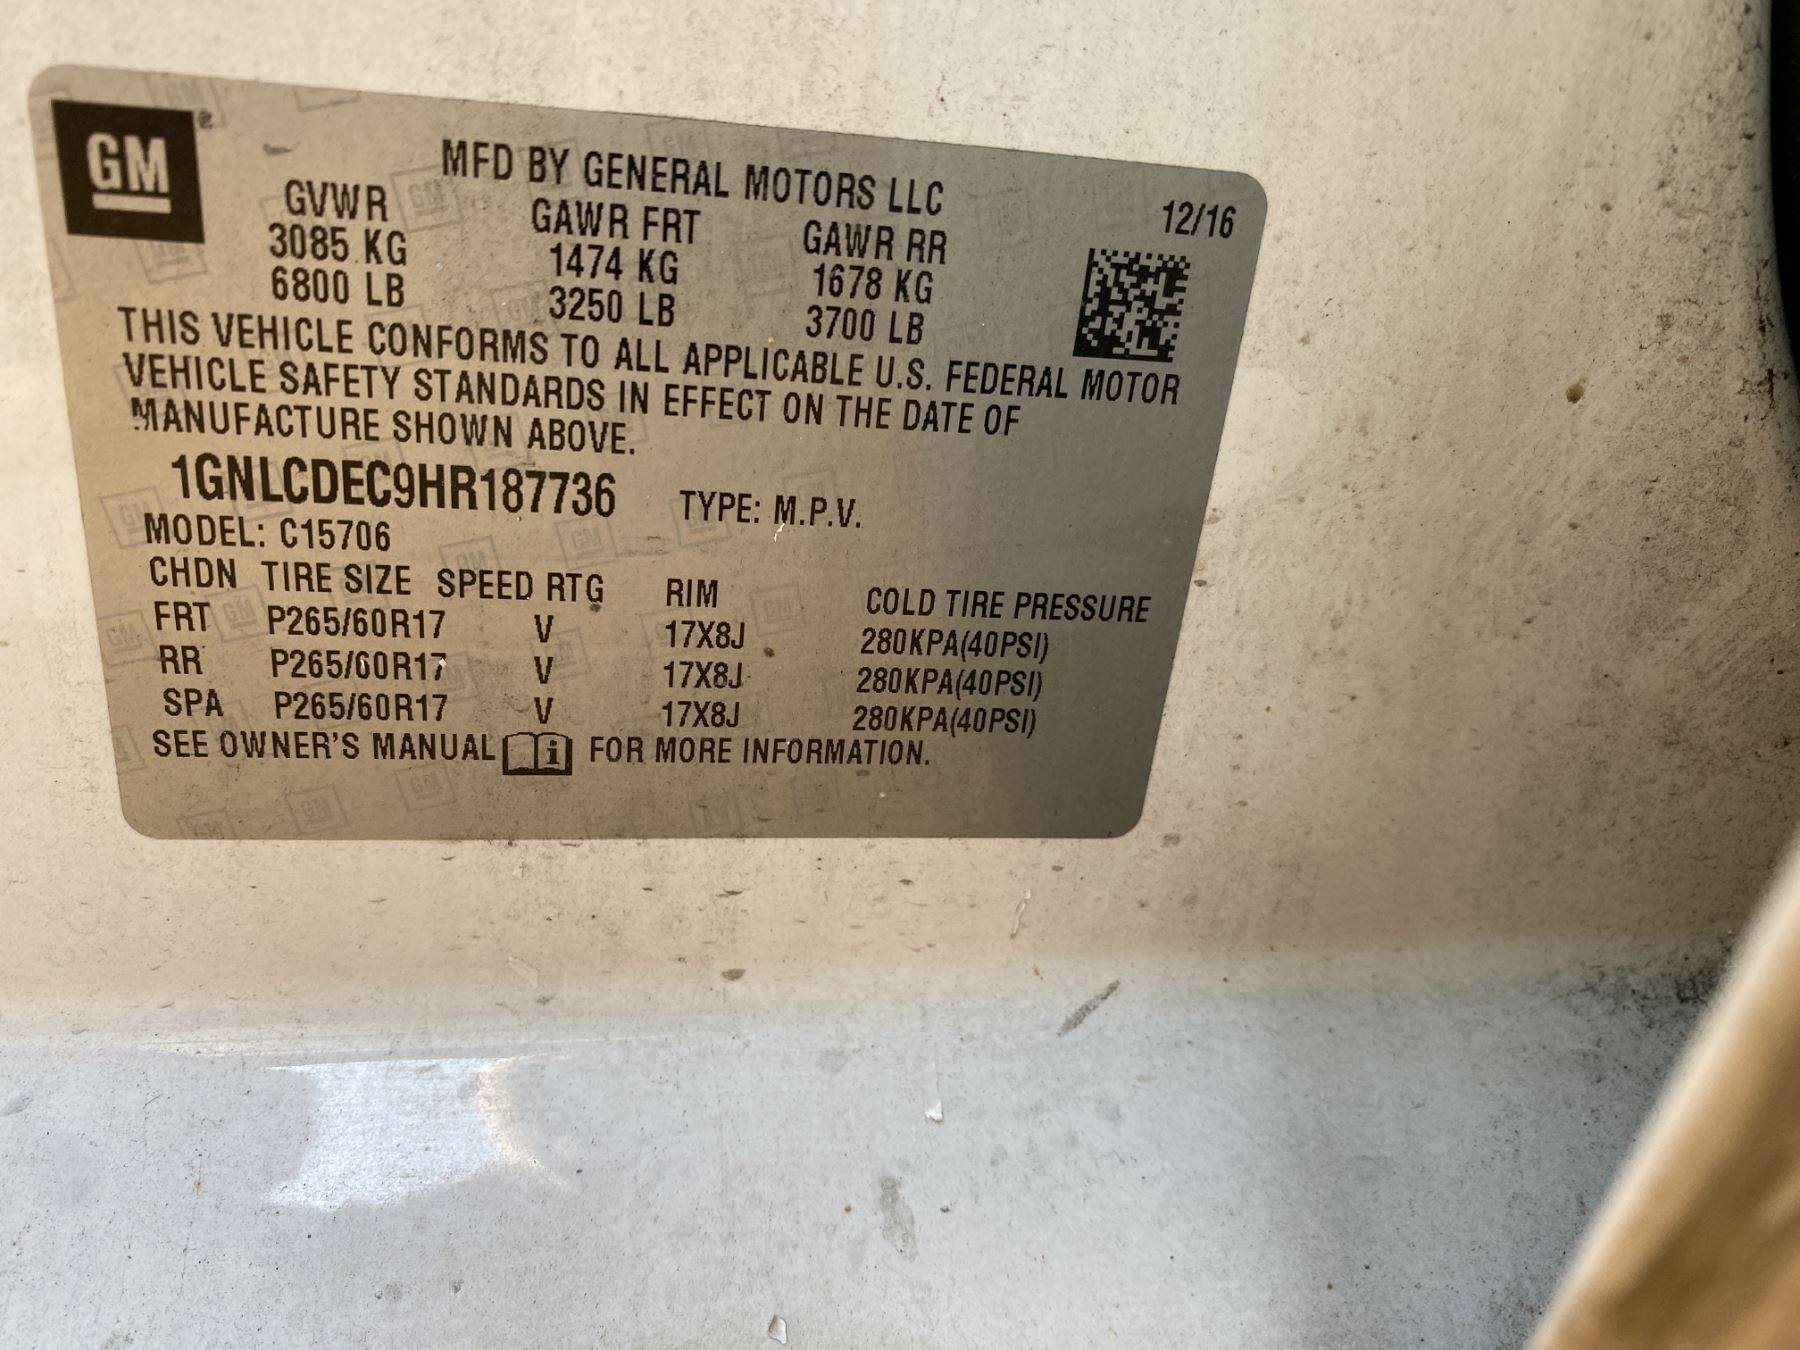 GM
MFD BY GENERAL MOTORS LLC
12/16
GVWR GAWR FRT GAWR RR
3085 KG 1474 KG 1678 KG
6800 LB 3250 LB 3700 LB
THIS VEHICLE CONFORMS TO ALL APPLICABLE U.S. FEDERAL MOTOR
VEHICLE SAFETY STANDARDS IN EFFECT ON THE DATE OF
MANUFACTURE SHOWN ABOVE.
1GNLCDEC9HR187736 TYPE: M.P.V.
MODEL: C15706
CHDN TIRE SIZE SPEED RTG RIM COLD TIRE PRESSURE
FRT P265/60R17 V 17X8J 280KPA(40PSI)
RR P265/60R17 V 17X8J 280KPA(40PSI)
SPA P265/60R17 V 17X8J 280KPA(40PSI)
SEE OWNER'S MANUAL FOR MORE INFORMATION.